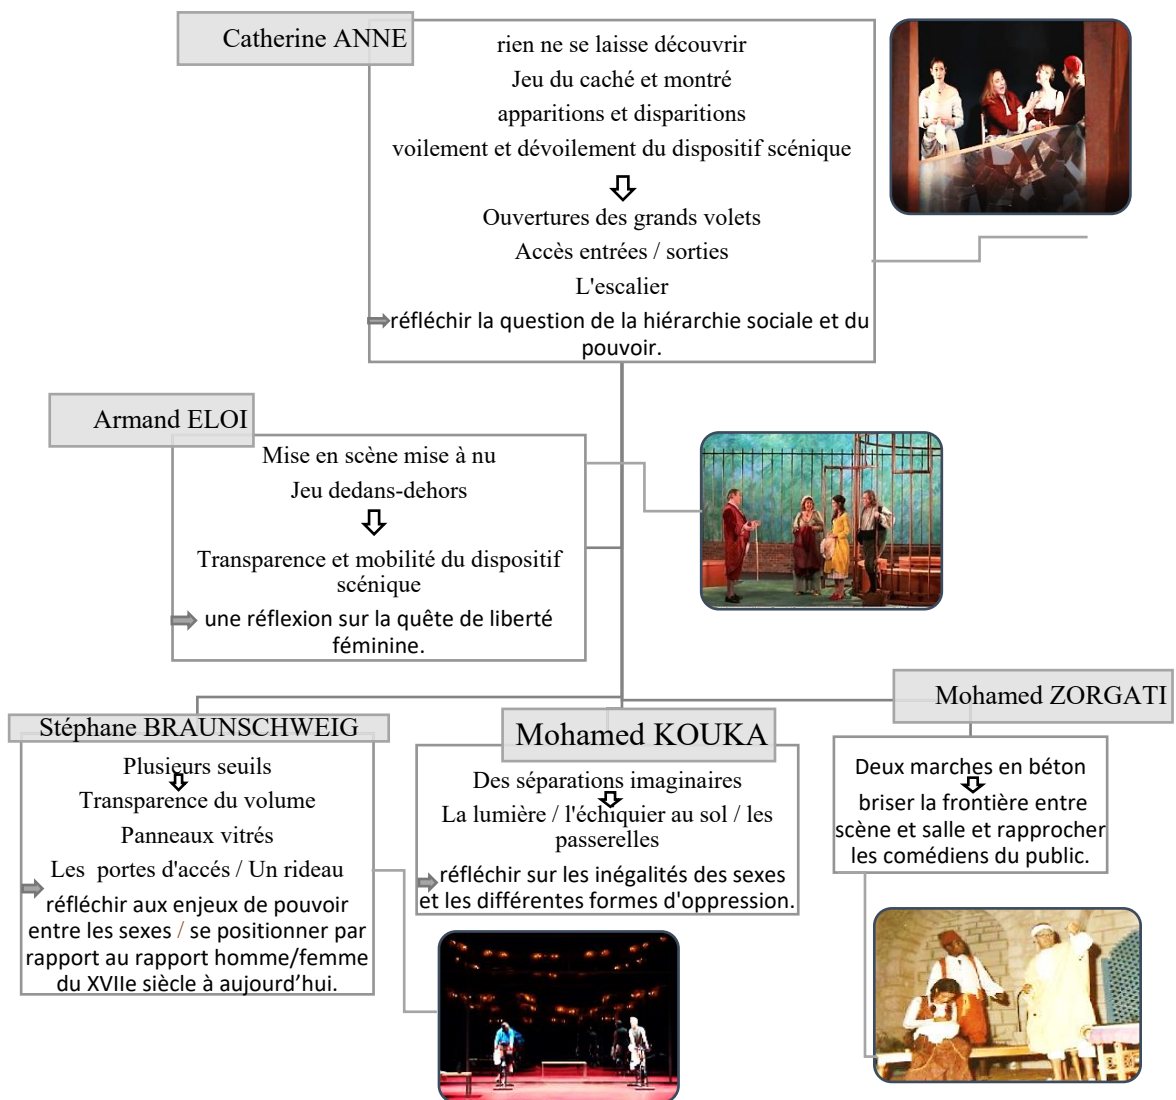 Catherine ANNE
rien ne se laisse découvrir
Jeu du caché et montré
apparitions et disparitions
voilement et dévoilement du dispositif scénique
Ouvertures des grands volets
Accès entrées / sorties
L'escalier
réfléchir la question de la hiérarchie sociale et du
pouvoir.
Armand ELOI
Mise en scène mise à nu
Jeu dedans-dehors
Transparence et mobilité du dispositif
scénique
une réflexion sur la quête de liberté
féminine.
Stéphane BRAUNSCHWEIG
Plusieurs seuils
Transparence du volume
Panneaux vitrés
Les portes d'accés / Un rideau
réfléchir aux enjeux de pouvoir
entre les sexes / se positionner par
rapport au rapport homme/femme
du XVIIe siècle à aujourd’hui.
Mohamed KOUKA
Des séparations imaginaires
La lumière / l'échiquier au sol / les
passerelles
réfléchir sur les inégalités des sexes
et les différentes formes d'oppression.
Mohamed ZORGATI
Deux marches en béton
briser la frontière entre
scène et salle et rapprocher
les comédiens du public.